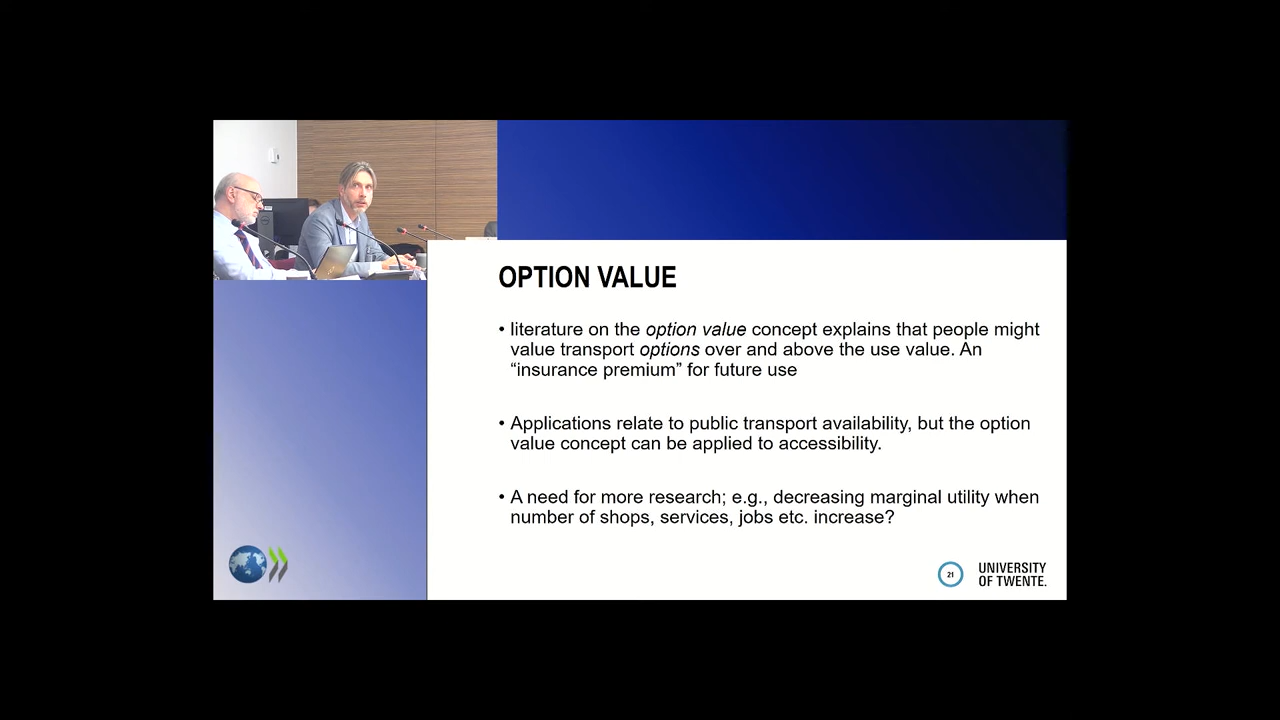 OPTION VALUE
• literature on the option value concept explains that people might
value transport options over and above the use value. An
“insurance premium” for future use
• Applications relate to public transport availability, but the option
value concept can be applied to accessibility.
• A need for more research; e.g., decreasing marginal utility when
number of shops, services, jobs etc. increase?
21
UNIVERSITY
OF TWENTE.